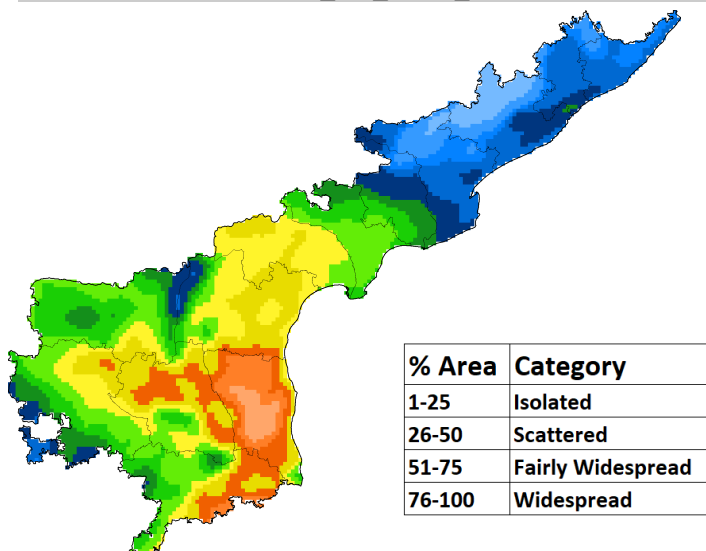 % Area Category
1-25 Isolated
26-50 Scattered
51-75 Fairly Widespread
76-100 Widespread